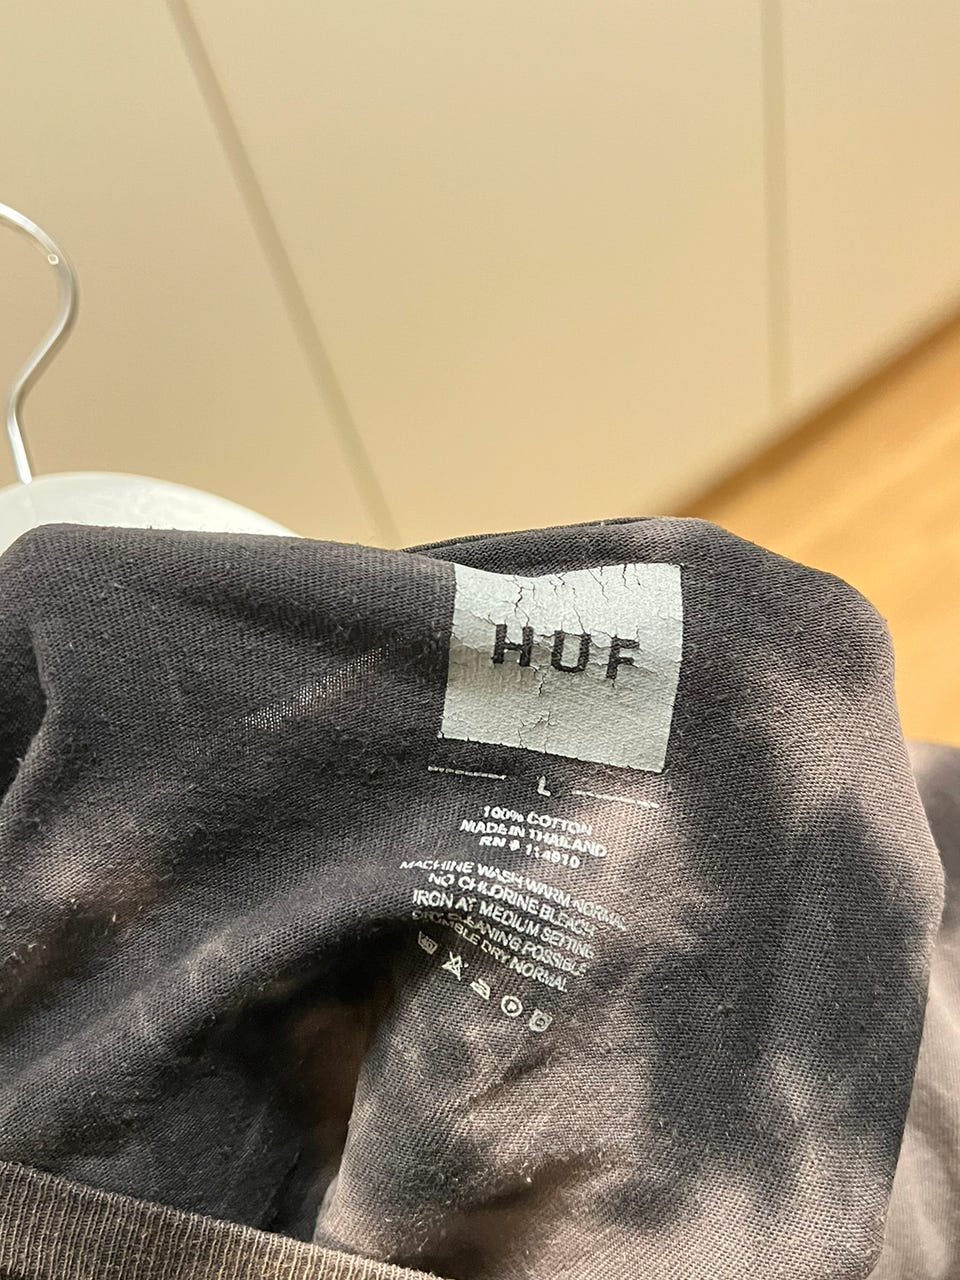 HUF
L
100% COTTON
MADE IN THAILAND
RN # 114910
MACHINE WASH WARM NORMAL
NO CHLORINE BLEACH
IRON AT MEDIUM SETTING
CLEANING POSSIBLE
TUMBLE DRY NORMAL
P